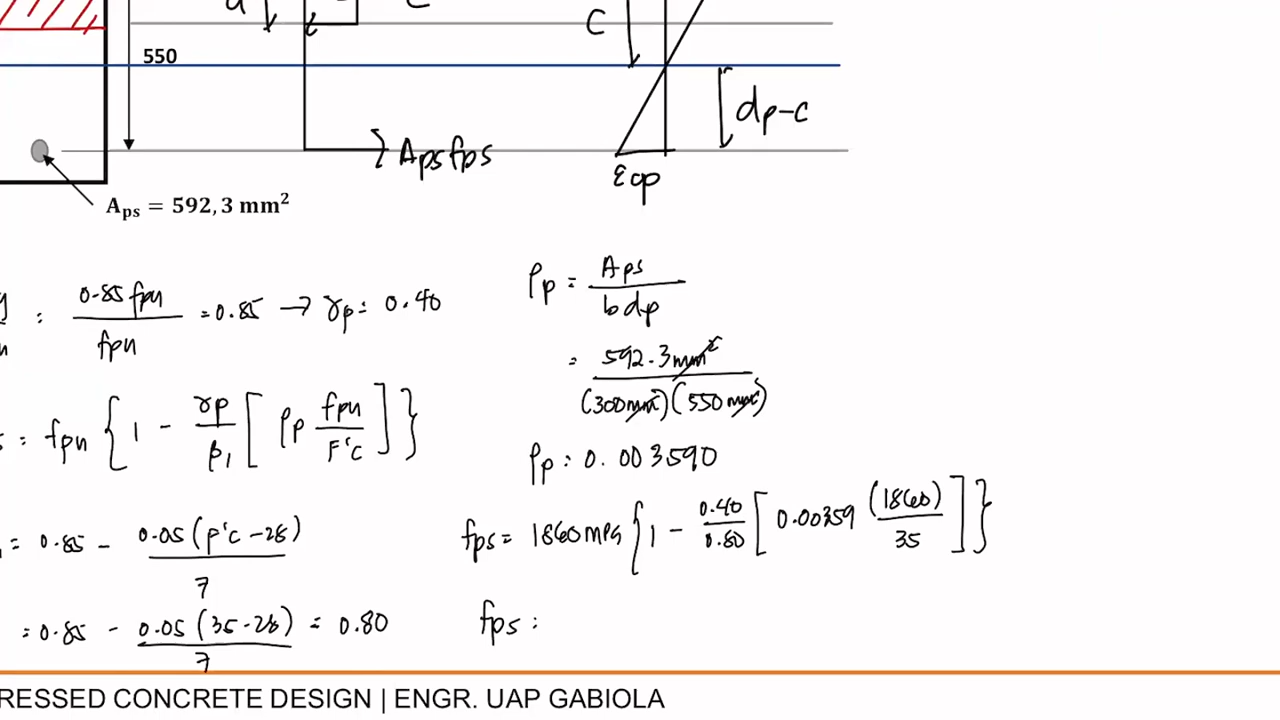 a
C
C
550
dp-c
Apsfps
εcp
Aps = 592,3 mm²
0.85 fpu / fpu = 0.85 → γp = 0.40
ρp = Aps / b dp
= 592.3mm² / (300mm)(550mm)
= fpu { 1 - γp / β1 [ ρp fpu / F'c ] }
ρp : 0.003590
= 0.85 - 0.05(f'c-28) / 7
fps = 1860MPa { 1 - 0.40 / 0.80 [ 0.00359 (1860) / 35 ] }
= 0.85 - 0.05(35-28) / 7 = 0.80
fps :
RESSED CONCRETE DESIGN | ENGR. UAP GABIOLA